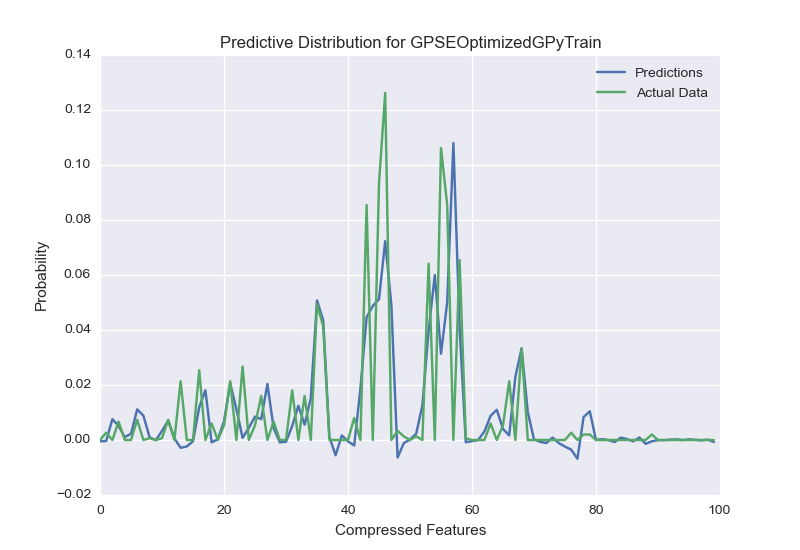 Predictive Distribution for GPSEOptimizedGPyTrain
0.14
0.12
0.10
0.08
0.06
0.04
0.02
0.00
−0.02
Probability
Predictions
Actual Data
0 20 40 60 80 100
Compressed Features